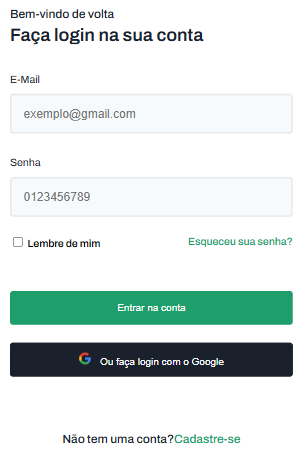 Bem-vindo de volta
Faça login na sua conta
E-Mail
exemplo@gmail.com
Senha
0123456789
Lembre de mim Esqueceu sua senha?
Entrar na conta
Ou faça login com o Google
Não tem uma conta?Cadastre-se